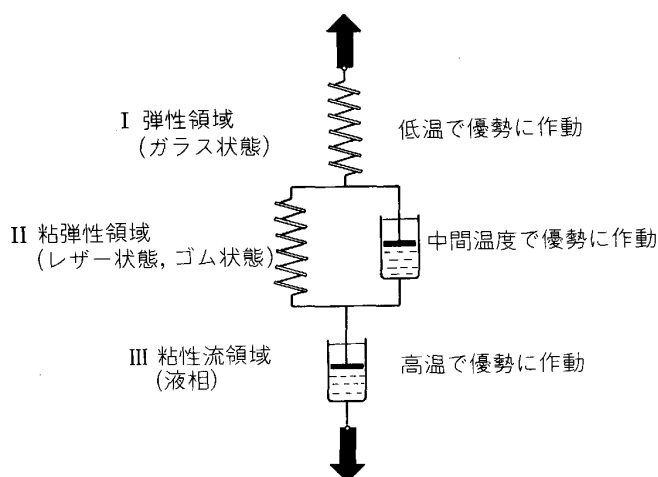 I 弾性領域
(ガラス状態)
低温で優勢に作動
II 粘弾性領域
(レザー状態, ゴム状態)
中間温度で優勢に作動
III 粘性流領域
(液相)
高温で優勢に作動